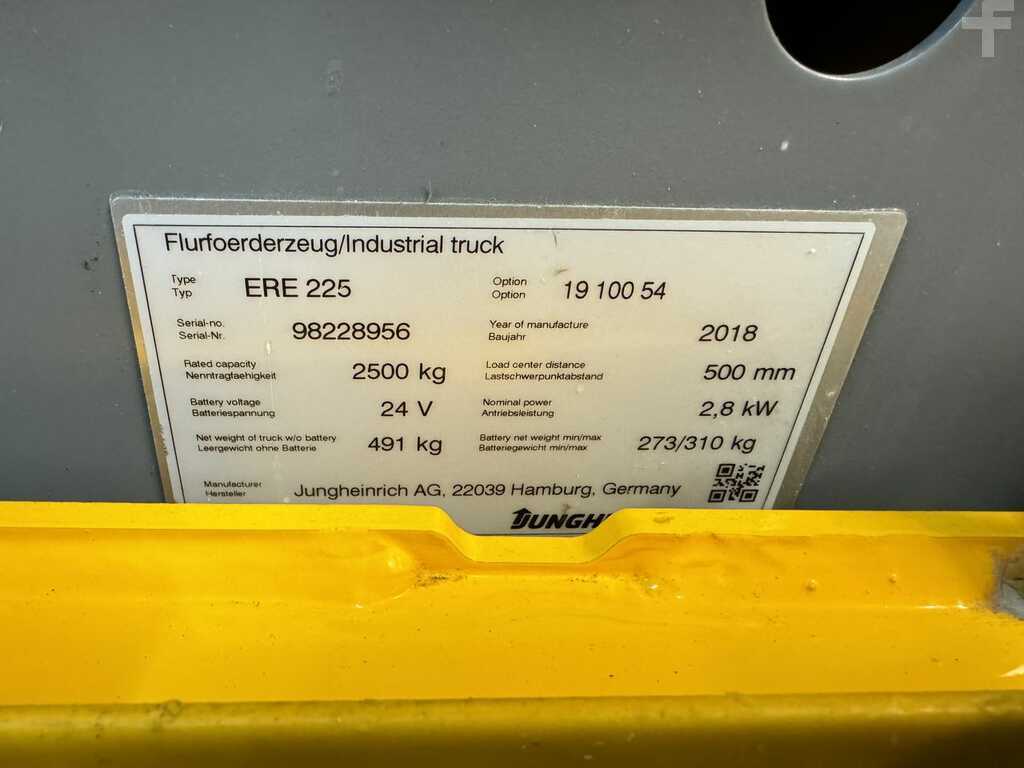 Flurfoerderzeug/Industrial truck
Type
Typ
ERE 225
Option
Option
19 100 54
Serial-no.
Serial-Nr.
98228956
Year of manufacture
Baujahr
2018
Rated capacity
Nenntragfaehigkeit
2500 kg
Load center distance
Lastschwerpunktabstand
500 mm
Battery voltage
Batteriespannung
24 V
Nominal power
Antriebsleistung
2,8 kW
Net weight of truck w/o battery
Leergewicht ohne Batterie
491 kg
Battery net weight min/max
Batteriegewicht min/max
273/310 kg
Manufacturer
Hersteller
Jungheinrich AG, 22039 Hamburg, Germany
JUNGH